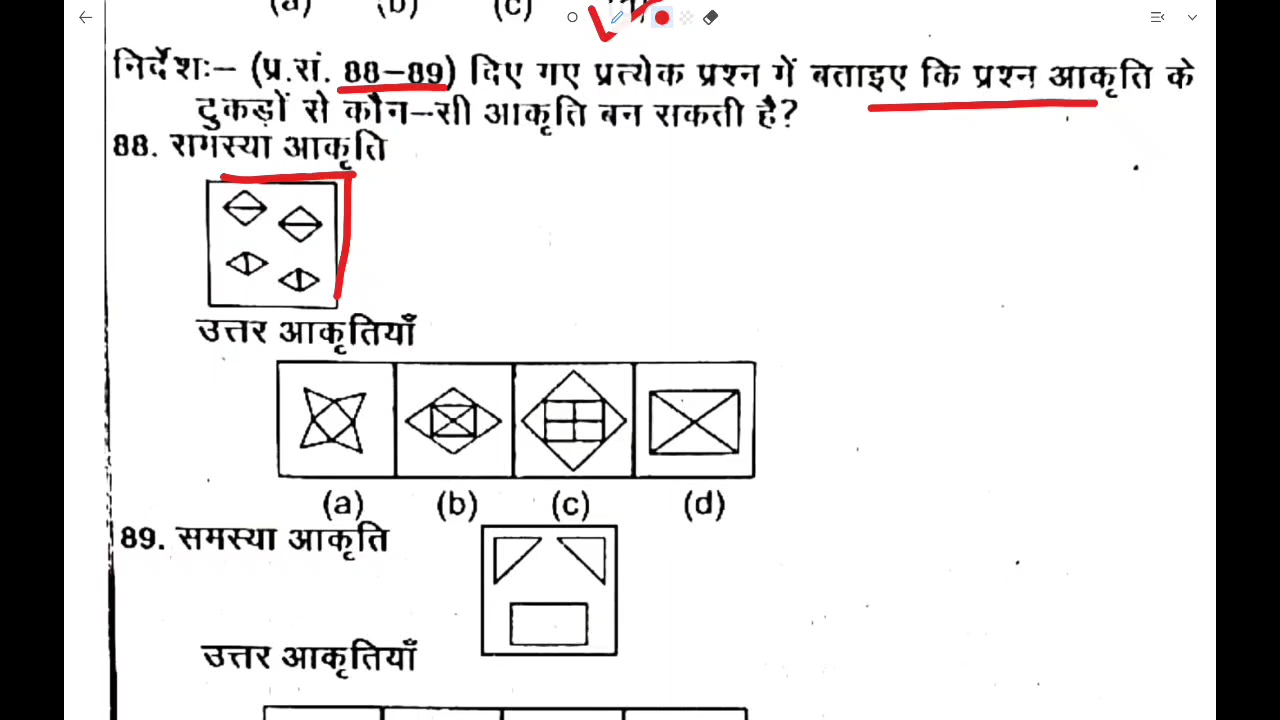 (a) (b) (c)
निर्देशः– (प्र.सं. 88–89) दिए गए प्रत्येक प्रश्न में बताइए कि प्रश्न आकृति के
टुकड़ों से कौन–सी आकृति बन सकती है?
88. समस्या आकृति
उत्तर आकृतियाँ
(a) (b) (c) (d)
89. समस्या आकृति
उत्तर आकृतियाँ